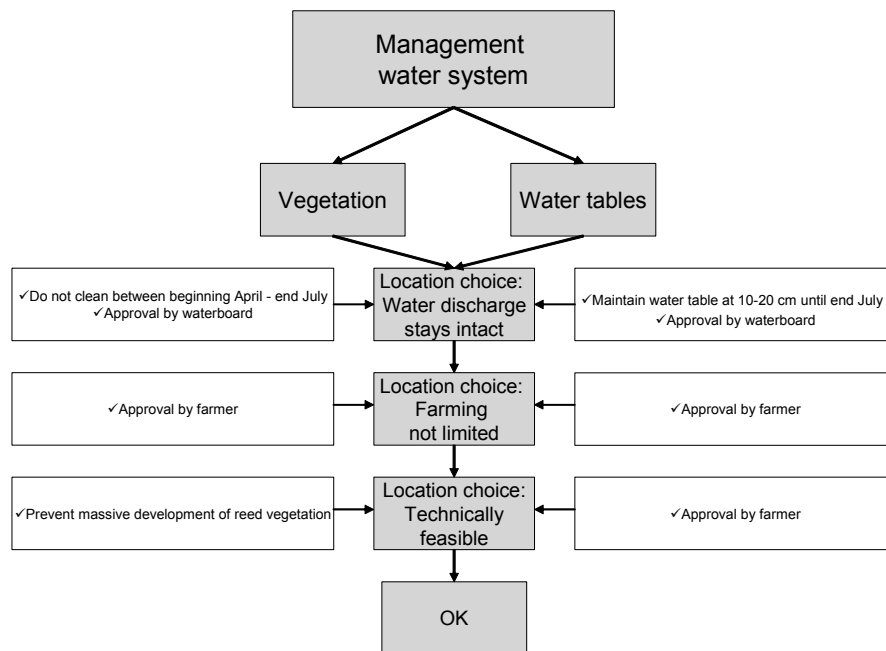 Management
water system
Vegetation
Water tables
✓Do not clean between beginning April - end July
✓Approval by waterboard
Location choice:
Water discharge
stays intact
✓Maintain water table at 10-20 cm until end July
✓Approval by waterboard
✓Approval by farmer
Location choice:
Farming
not limited
✓Approval by farmer
✓Prevent massive development of reed vegetation
Location choice:
Technically
feasible
✓Approval by farmer
OK